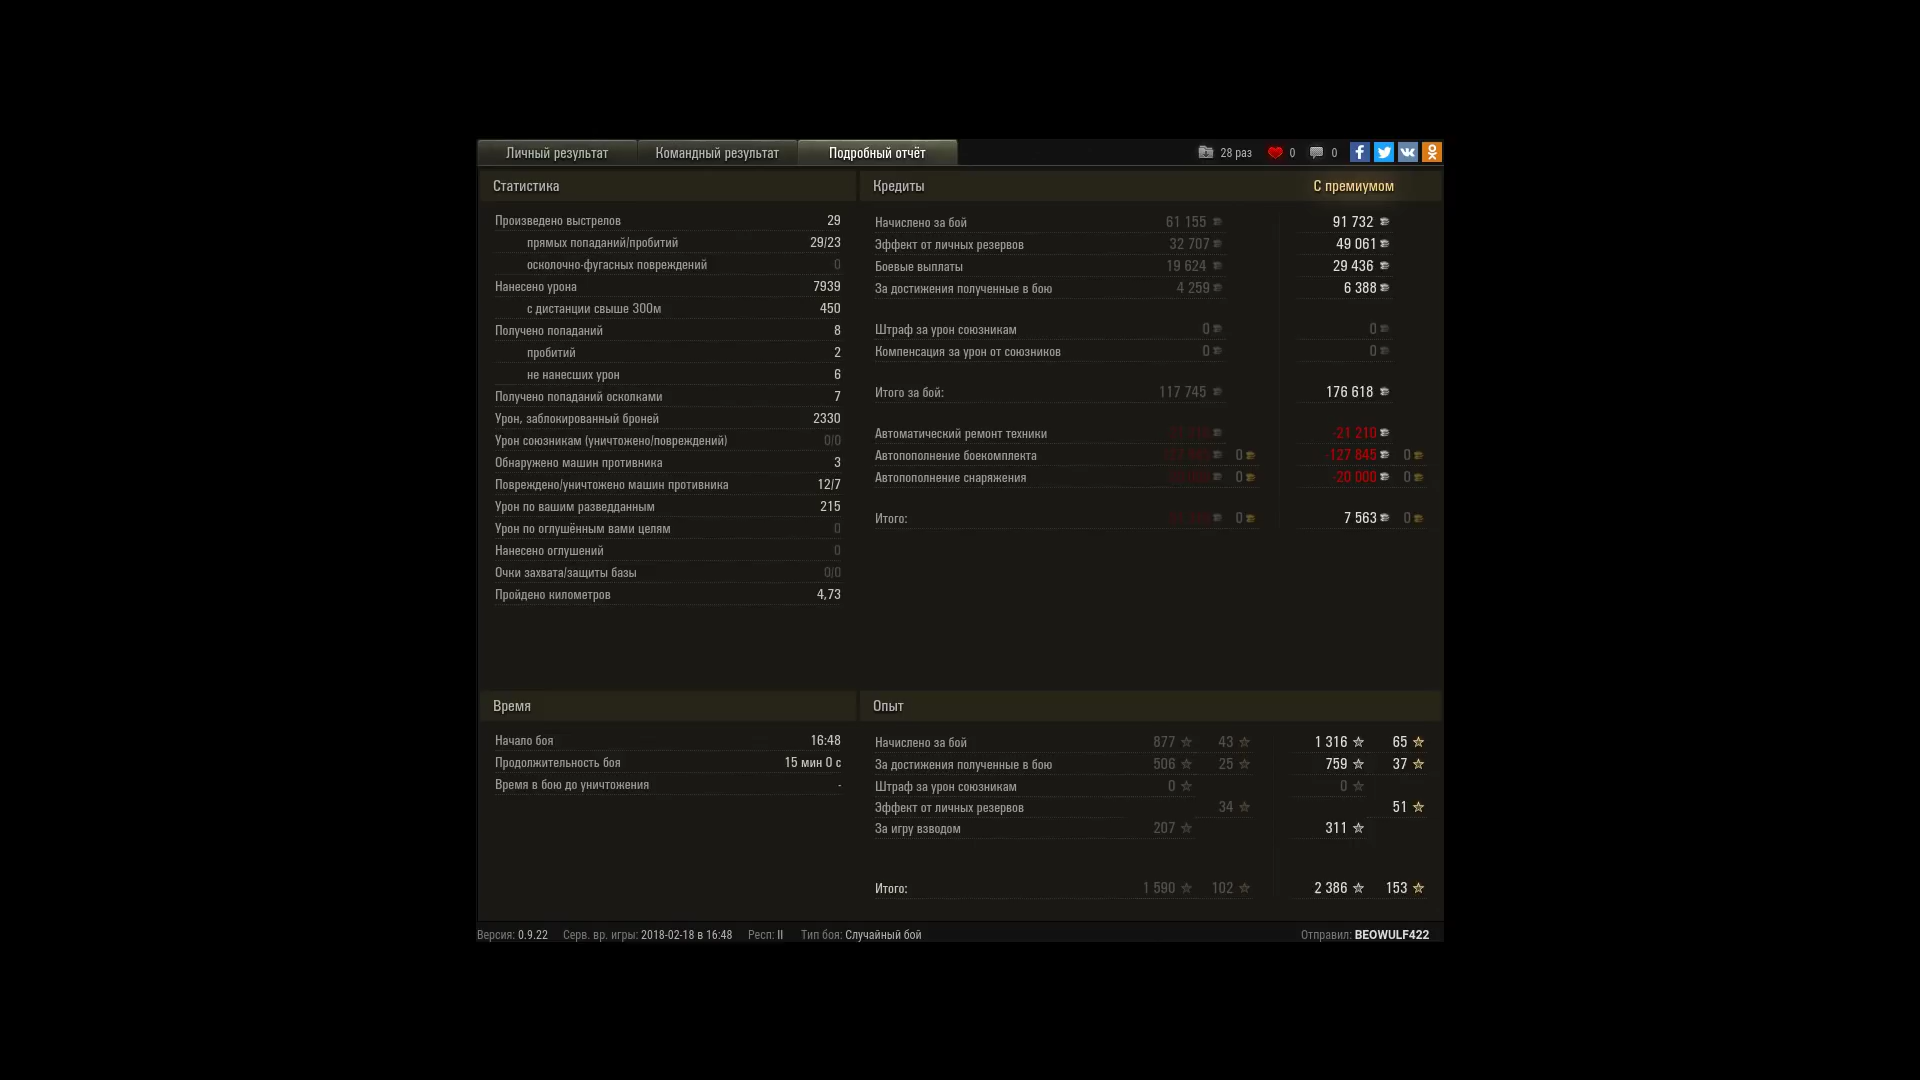 Личный результат Командный результат Подробный отчёт 28 раз 0 0
Статистика
Произведено выстрелов 29
прямых попаданий/пробитий 29/23
осколочно-фугасных повреждений 0
Нанесено урона 7939
с дистанции свыше 300м 450
Получено попаданий 8
пробитий 2
не нанесших урон 6
Получено попаданий осколками 7
Урон, заблокированный броней 2330
Урон союзникам (уничтожено/повреждений) 0/0
Обнаружено машин противника 3
Повреждено/уничтожено машин противника 12/7
Урон по вашим разведданным 215
Урон по оглушённым вами целям 0
Нанесено оглушений 0
Очки захвата/защиты базы 0/0
Пройдено километров 4,73
Кредиты С премиумом
Начислено за бой 61 155 91 732
Эффект от личных резервов 32 707 49 061
Боевые выплаты 19 624 29 436
За достижения полученные в бою 4 259 6 388
Штраф за урон союзникам 0 0
Компенсация за урон от союзников 0 0
Итого за бой: 117 745 176 618
Автоматический ремонт техники -21 210
Автопополнение боекомплекта 0 -127 845 0
Автопополнение снаряжения 0 -20 000 0
Итого: 0 7 563 0
Время
Начало боя 16:48
Продолжительность боя 15 мин 0 с
Время в бою до уничтожения -
Опыт
Начислено за бой 877 43 1 316 65
За достижения полученные в бою 506 25 759 37
Штраф за урон союзникам 0 0
Эффект от личных резервов 34 51
За игру взводом 207 311
Итого: 1 590 102 2 386 153
Версия: 0.9.22 Серв. вр. игры: 2018-02-18 в 16:48 Респ: II Тип боя: Случайный бой Отправил: BEOWULF422